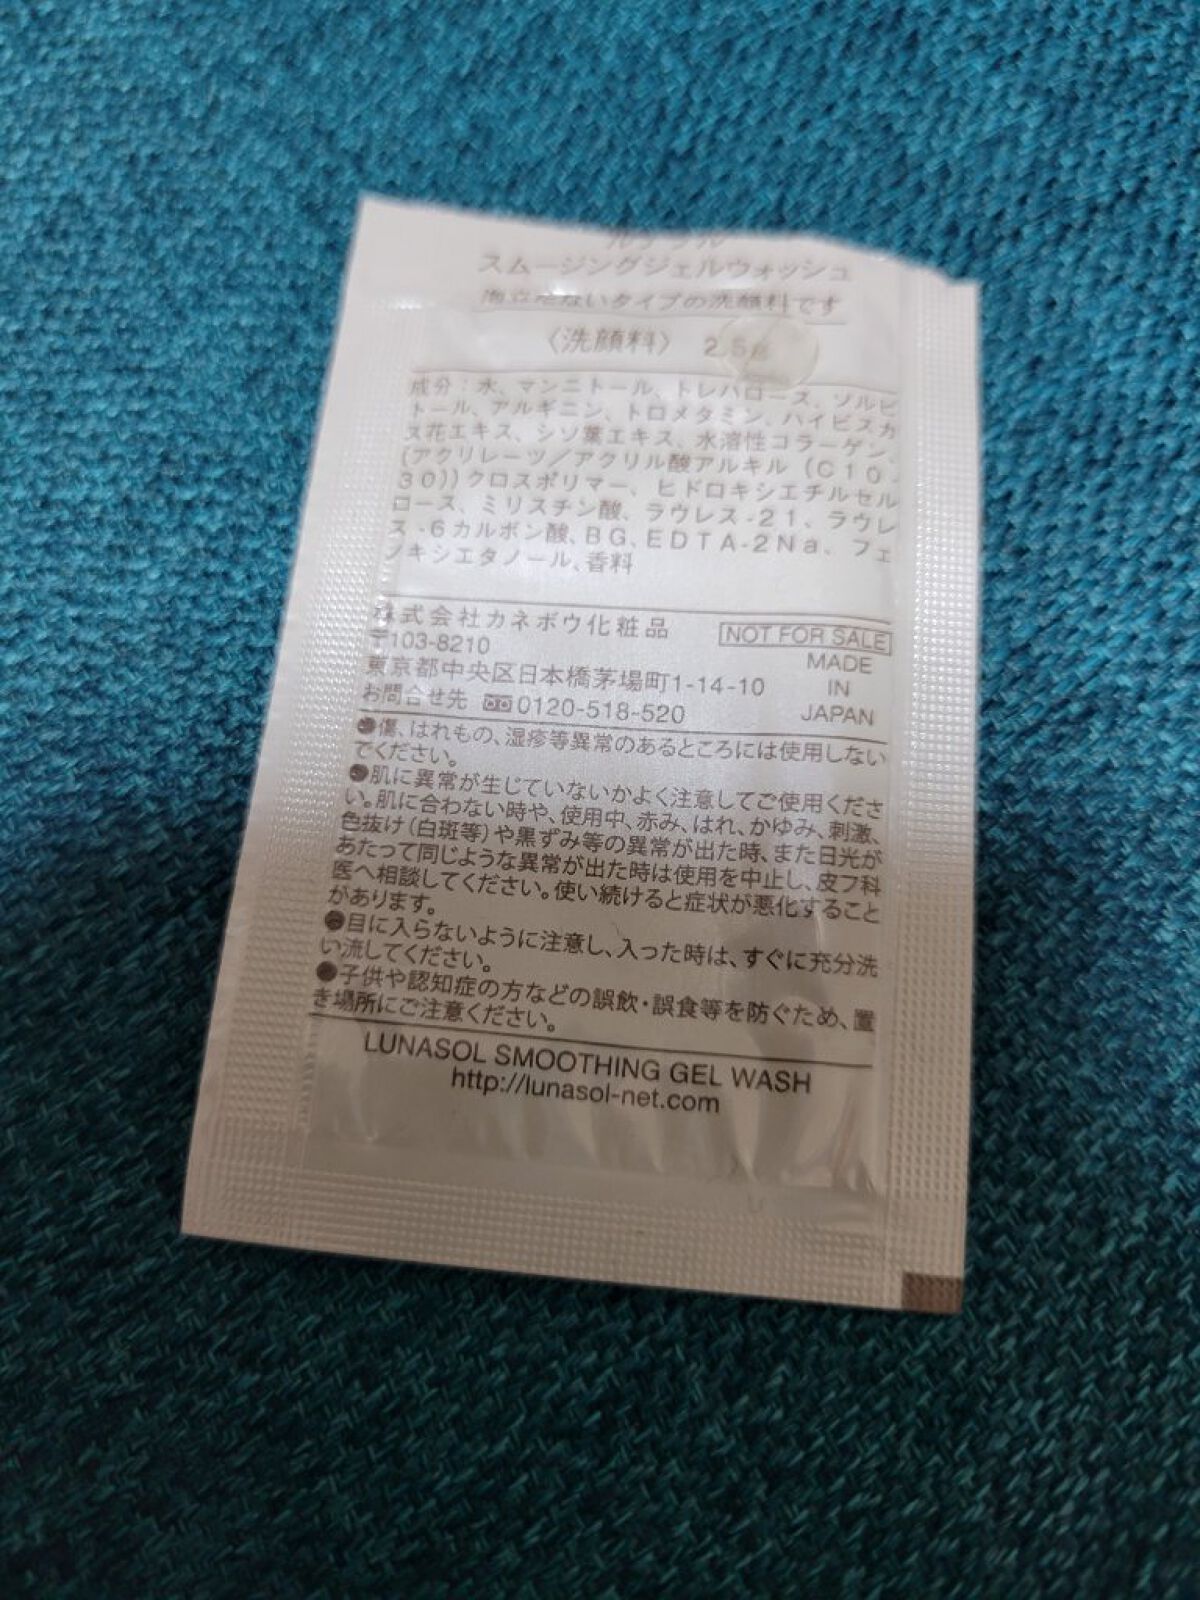 スムージングジェルウォッシュ
泡立たないタイプの洗顔料です
〈洗顔料〉 2.5g
成分：水、マンニトール、トレハロース、ソルビ
トール、アルギニン、トロメタミン、ハイビスカ
ス花エキス、シソ葉エキス、水溶性コラーゲン、
(アクリレーツ／アクリル酸アルキル（C10-
30))クロスポリマー、ヒドロキシエチルセル
ロース、ミリスチン酸、ラウレス-21、ラウレ
ス-6カルボン酸、BG、EDTA-2Na、フェ
ノキシエタノール、香料
株式会社カネボウ化粧品
NOT FOR SALE
〒103-8210
MADE
東京都中央区日本橋茅場町1-14-10
IN
お問合せ先 0120-518-520
JAPAN
●傷、はれもの、湿疹等異常のあるところには使用しない
でください。
●肌に異常が生じていないかよく注意してご使用くださ
い。肌に合わない時や、使用中、赤み、はれ、かゆみ、刺激、
色抜け（白斑等）や黒ずみ等の異常が出た時、また日光が
あたって同じような異常が出た時は使用を中止し、皮フ科
医へ相談してください。使い続けると症状が悪化すること
があります。
●目に入らないように注意し、入った時は、すぐに充分洗
い流してください。
●子供や認知症の方などの誤飲・誤食等を防ぐため、置
き場所にご注意ください。
LUNASOL SMOOTHING GEL WASH
http://lunasol-net.com